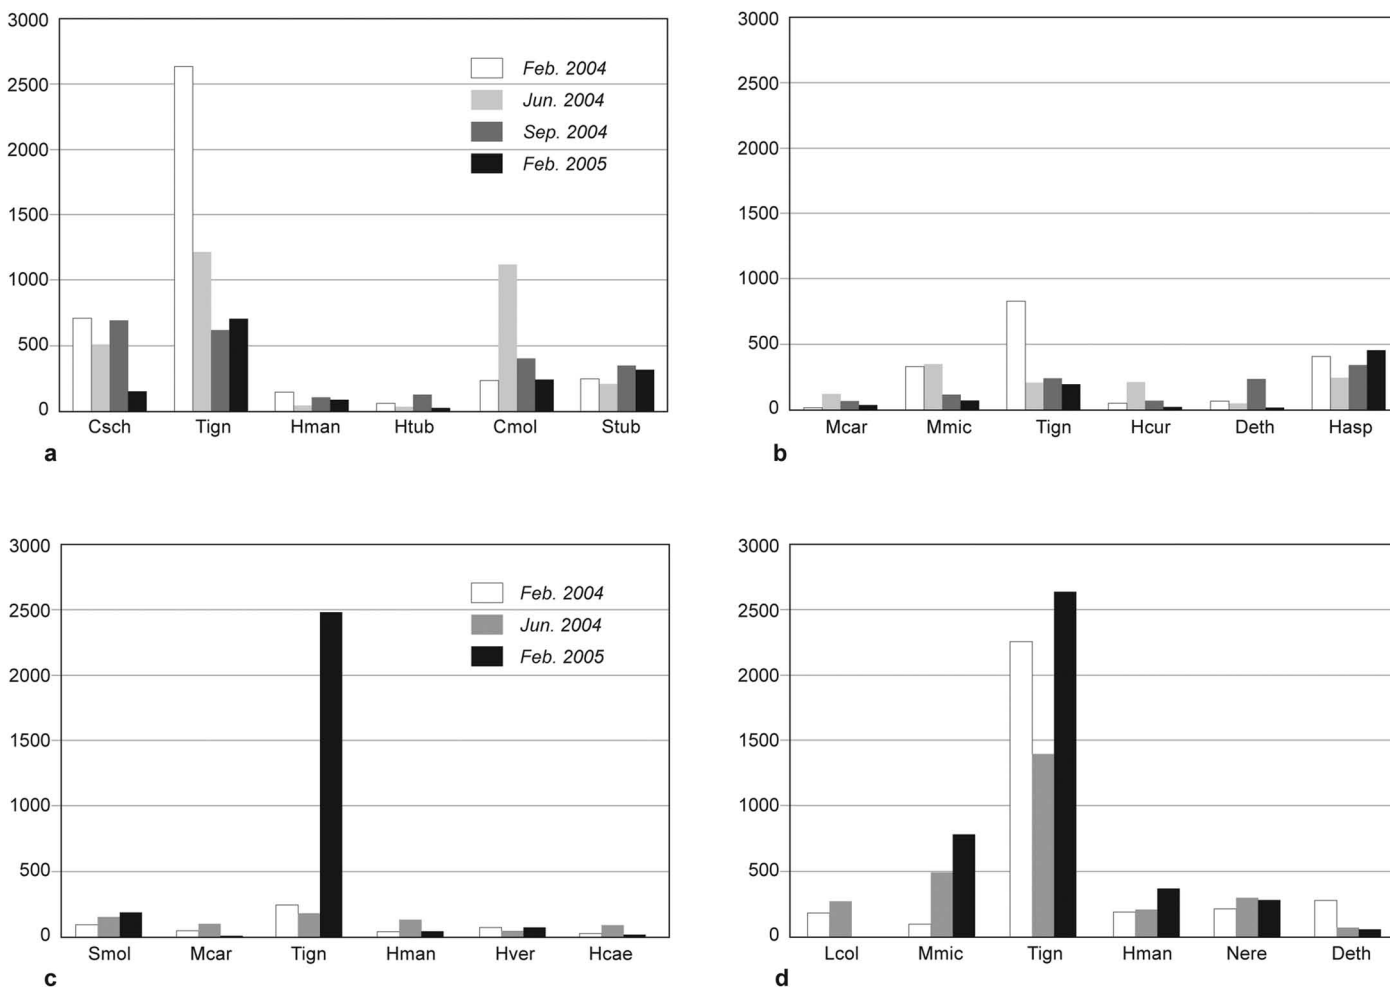 3000
2500
2000
1500
1000
500
0
Feb. 2004
Jun. 2004
Sep. 2004
Feb. 2005
Csch Tign Hman Htub Cmol Stub
a
3000
2500
2000
1500
1000
500
0
Mcar Mmic Tign Hcur Deth Hasp
b
3000
2500
2000
1500
1000
500
0
Feb. 2004
Jun. 2004
Feb. 2005
Smol Mcar Tign Hman Hver Hcae
c
3000
2500
2000
1500
1000
500
0
Lcol Mmic Tign Hman Nere Deth
d